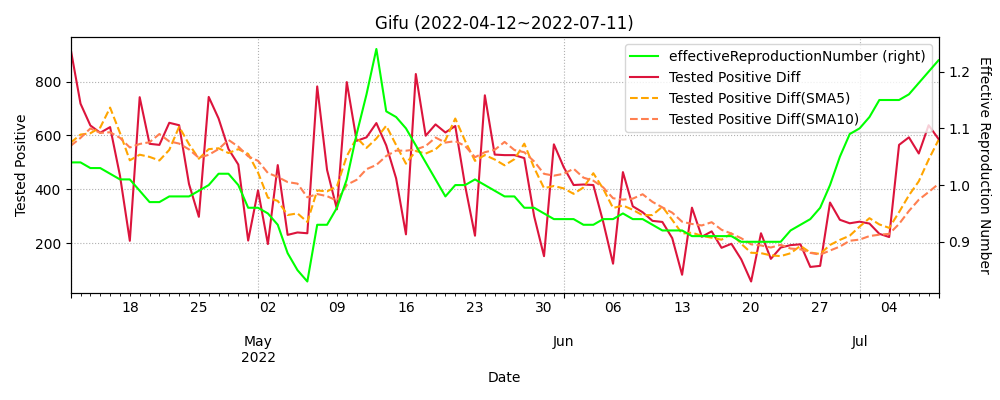 Gifu (2022-04-12~2022-07-11)
effectiveReproductionNumber (right)
Tested Positive Diff
Tested Positive Diff(SMA5)
Tested Positive Diff(SMA10)
Tested Positive
800
600
400
200
1.2
1.1
1.0
0.9
Effective Reproduction Number
18 25 02 09 16 23 30 06 13 20 27 04
May Jun Jul
2022
Date